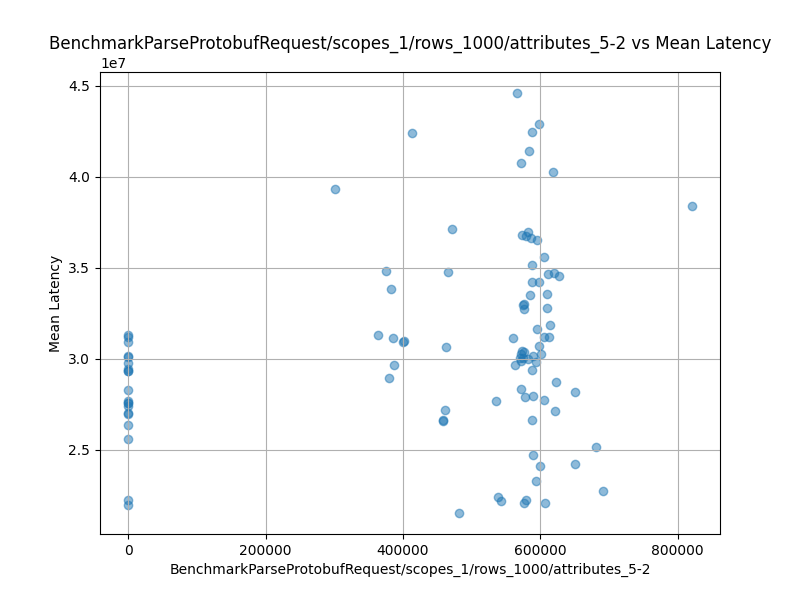 BenchmarkParseProtobufRequest/scopes_1/rows_1000/attributes_5-2 vs Mean Latency
1e7
4.5
4.0
3.5
3.0
2.5
Mean Latency
0 200000 400000 600000 800000
BenchmarkParseProtobufRequest/scopes_1/rows_1000/attributes_5-2